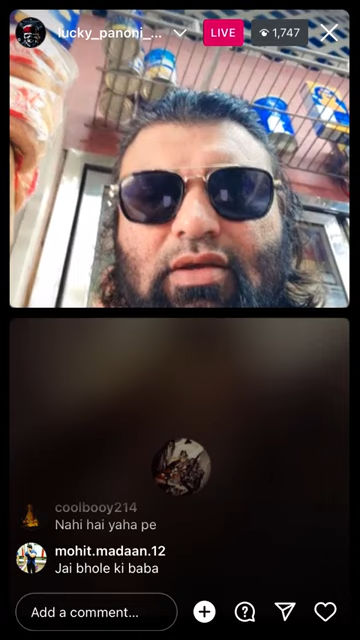 lucky_panoni_...
LIVE
1,747
coolbooy214
Nahi hai yaha pe
mohit.madaan.12
Jai bhole ki baba
Add a comment...